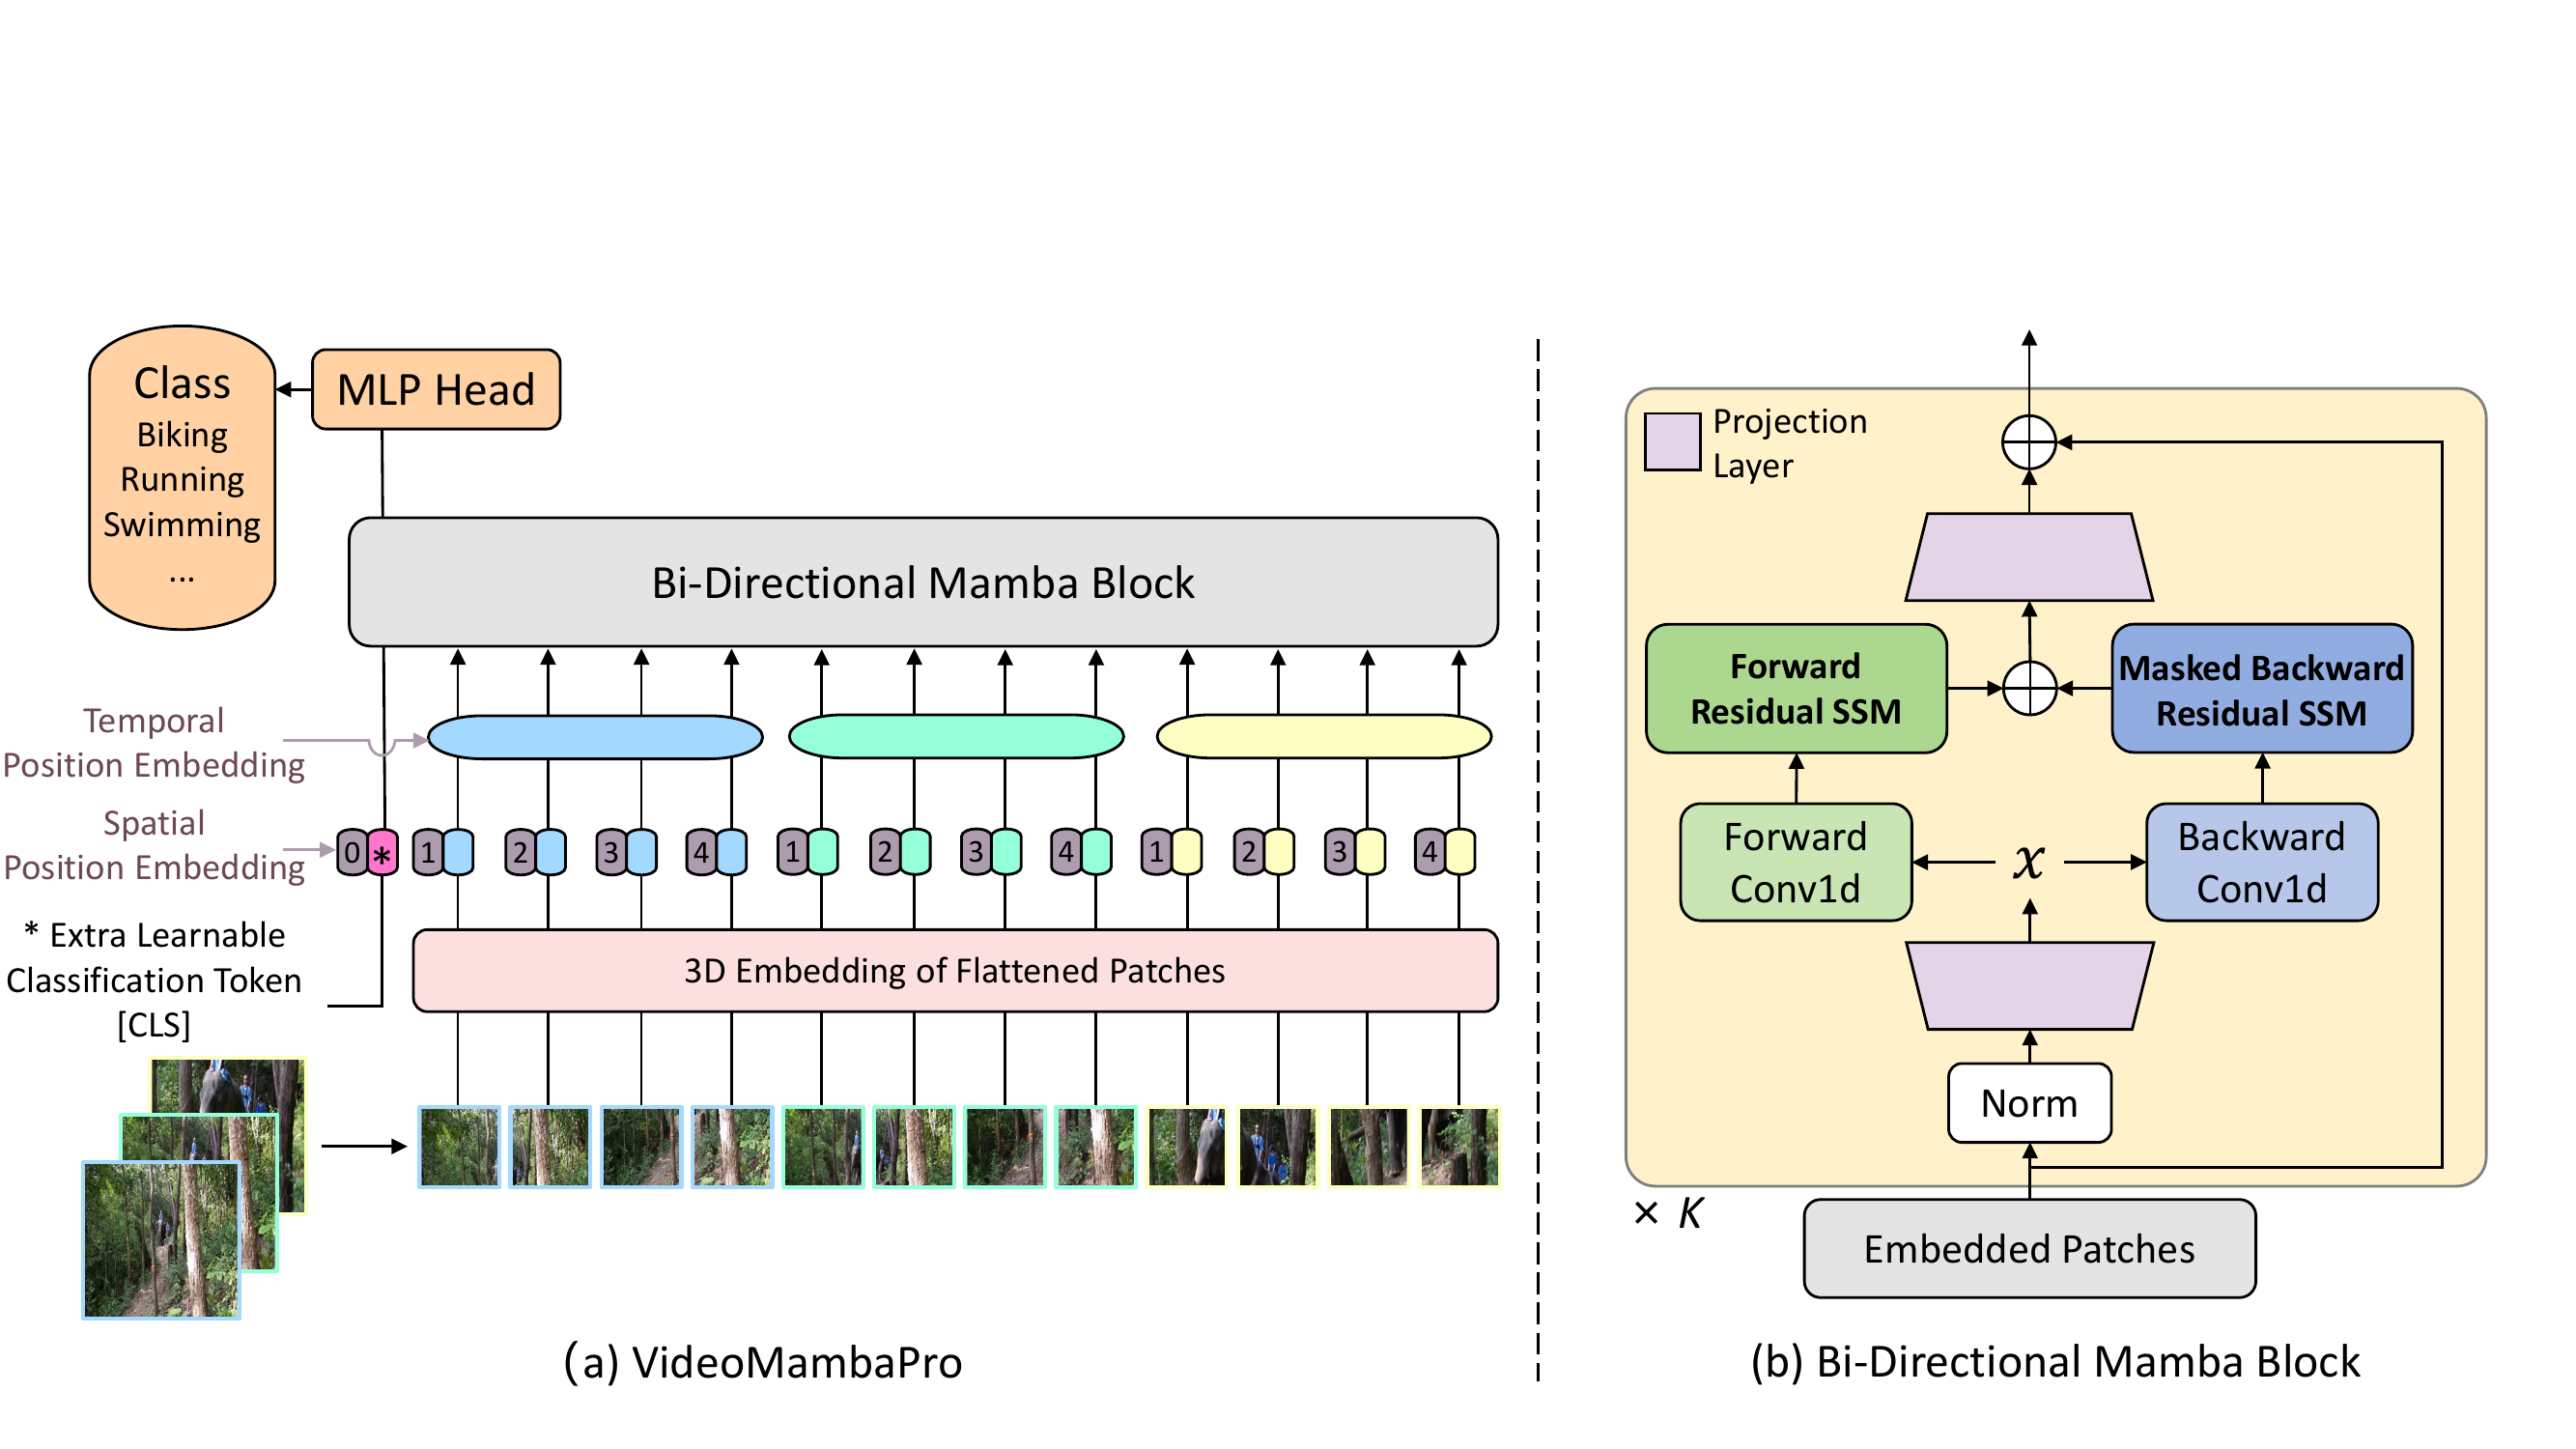 Class
Biking
Running
Swimming
...
MLP Head
Bi-Directional Mamba Block
Temporal
Position Embedding
Spatial
Position Embedding
0 * 1 2 3 4 1 2 3 4 1 2 3 4
* Extra Learnable
Classification Token
[CLS]
3D Embedding of Flattened Patches
(a) VideoMambaPro
Projection
Layer
Forward
Residual SSM
Masked Backward
Residual SSM
Forward
Conv1d
x
Backward
Conv1d
Norm
× K
Embedded Patches
(b) Bi-Directional Mamba Block